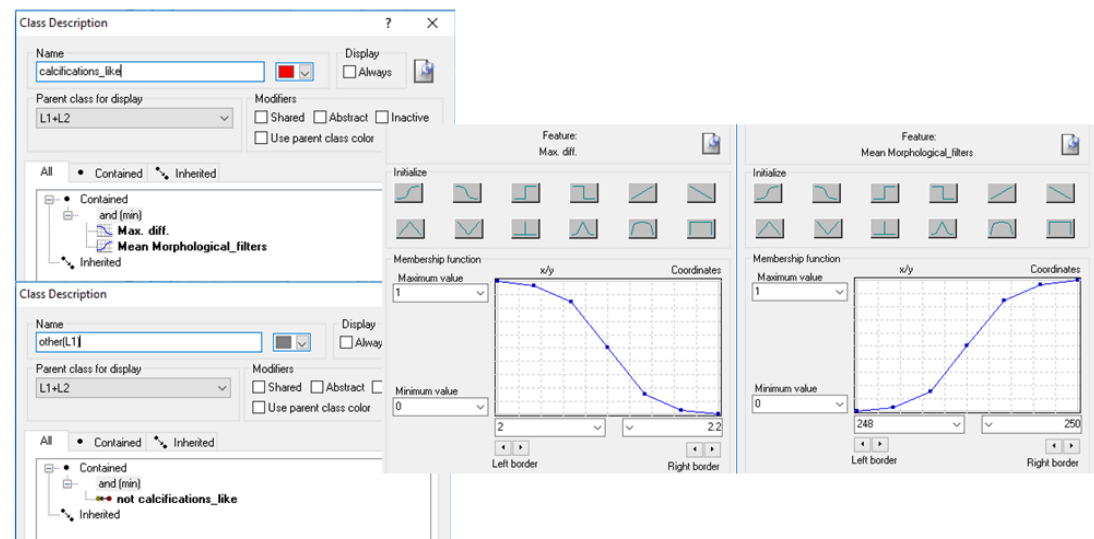 Class Description ? ×
Name
calcifications_like
Display
Always
Parent class for display
L1+L2
Modifiers
Shared Abstract Inactive
Use parent class color
All Contained Inherited
Contained
and (min)
Max. diff.
Mean Morphological_filters
Inherited
Class Description
Name
other(L1)
Display
Alway
Parent class for display
L1+L2
Modifiers
Shared Abstract
Use parent class color
All Contained Inherited
Contained
and (min)
not calcifications_like
Inherited
Feature:
Max. diff.
Initialize
Membership function
Maximum value
x/y
Coordinates
1
Minimum value
0
2
2.2
Left border
Right border
Feature:
Mean Morphological_filters
Initialize
Membership function
Maximum value
x/y
Coordinates
1
Minimum value
0
248
250
Left border
Right border